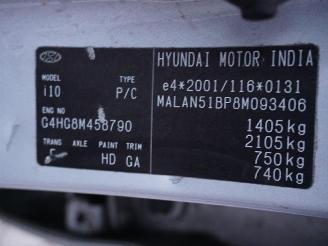 HYUNDAI MOTOR INDIA
MODEL TYPE
i10 P/C
e4*2001/116*0131
ENG NO
MALAN51BP8M093406
G4HG8M458790
1405kg
2105kg
TRANS AXLE PAINT TRIM
750kg
HD GA
740kg